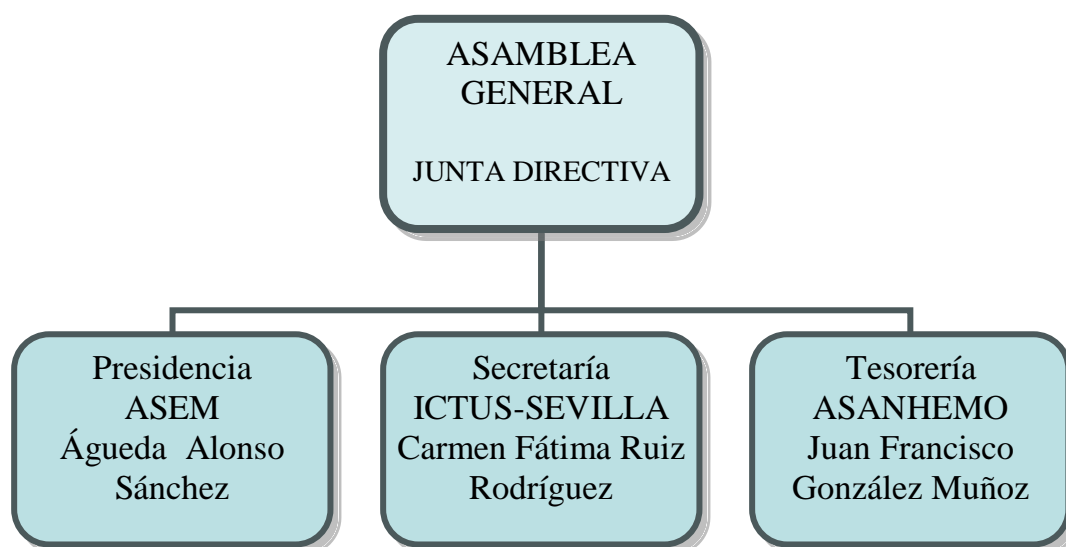 ASAMBLEA
GENERAL
JUNTA DIRECTIVA
Presidencia
ASEM
Águeda Alonso
Sánchez
Secretaría
ICTUS-SEVILLA
Carmen Fátima Ruiz
Rodríguez
Tesorería
ASANHEMO
Juan Francisco
González Muñoz